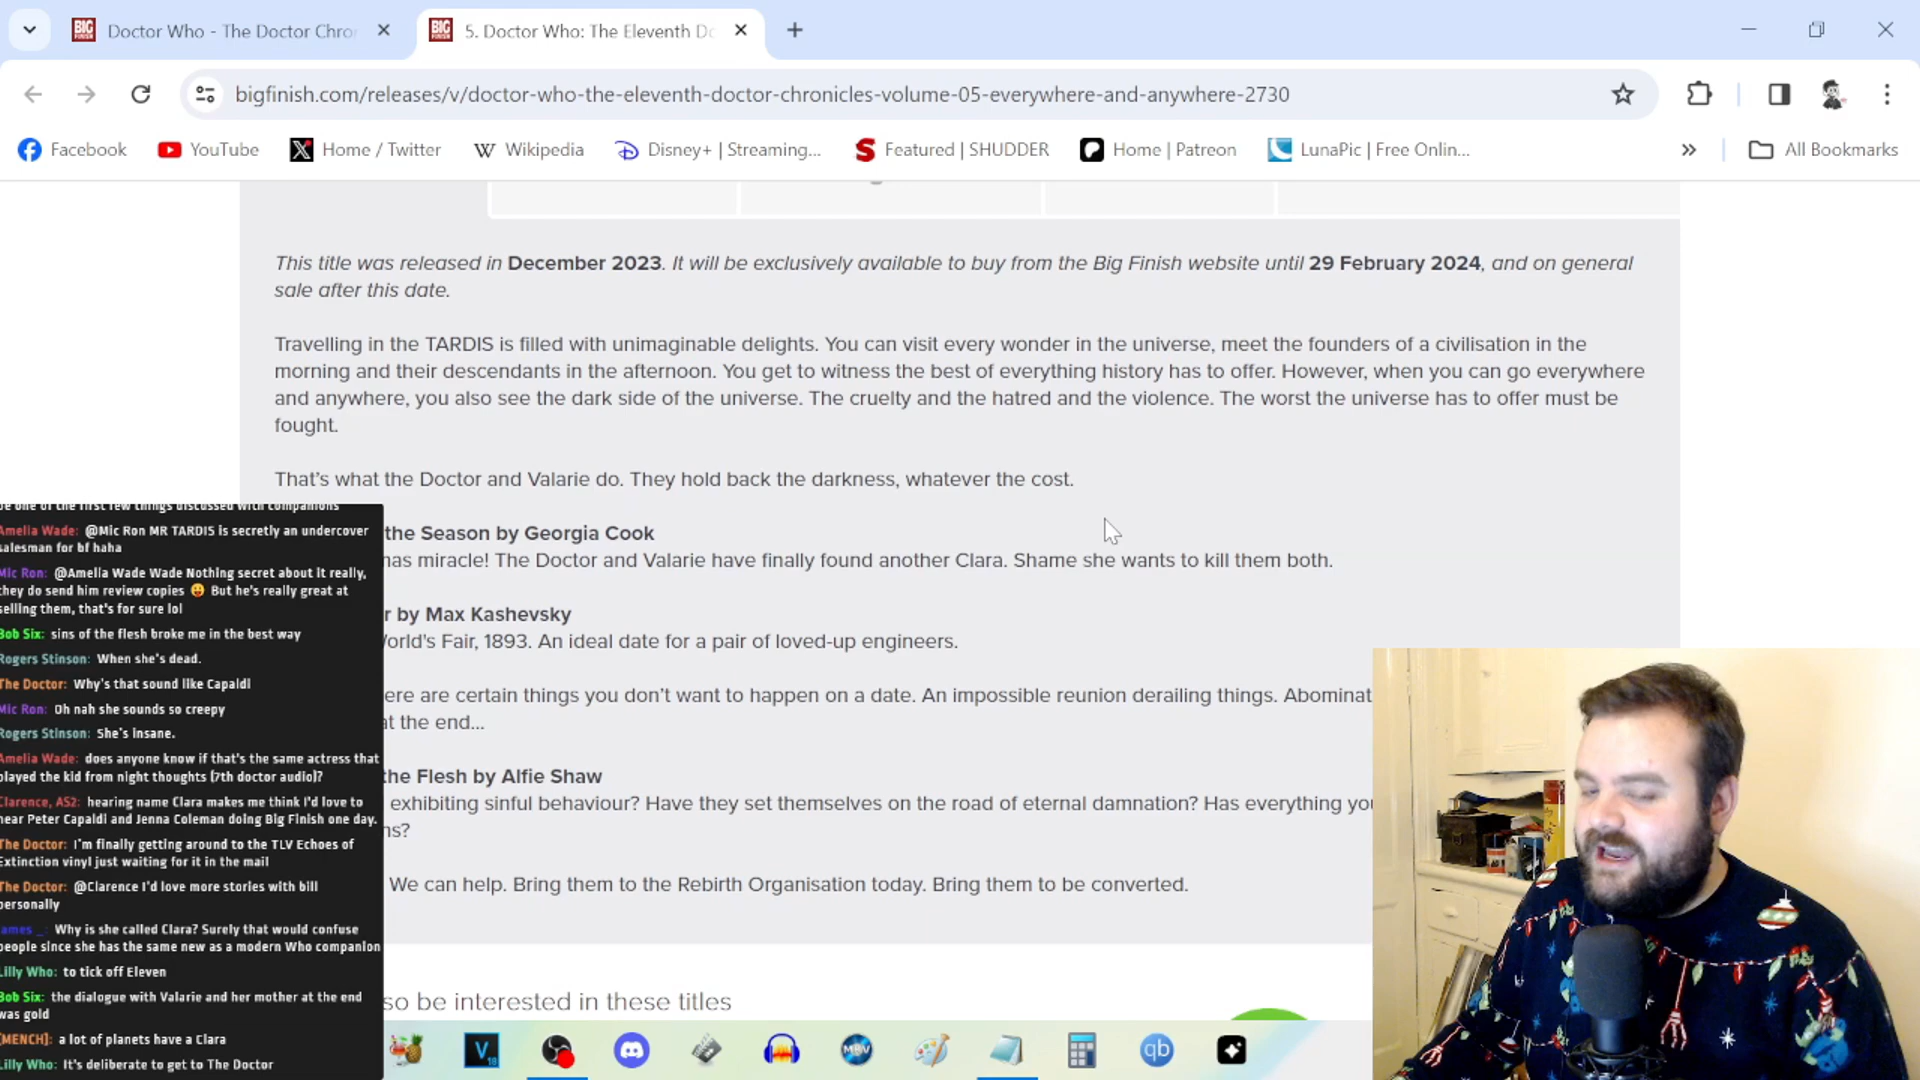 BIG FINISH
Doctor Who - The Doctor Chro
BIG FINISH
5. Doctor Who: The Eleventh Do
bigfinish.com/releases/v/doctor-who-the-eleventh-doctor-chronicles-volume-05-everywhere-and-anywhere-2730
Facebook
YouTube
Home / Twitter
Wikipedia
Disney+ | Streaming...
Featured | SHUDDER
Home | Patreon
LunaPic | Free Onlin...
All Bookmarks
This title was released in December 2023. It will be exclusively available to buy from the Big Finish website until 29 February 2024, and on general
sale after this date.
Travelling in the TARDIS is filled with unimaginable delights. You can visit every wonder in the universe, meet the founders of a civilisation in the
morning and their descendants in the afternoon. You get to witness the best of everything history has to offer. However, when you can go everywhere
and anywhere, you also see the dark side of the universe. The cruelty and the hatred and the violence. The worst the universe has to offer must be
fought.
That's what the Doctor and Valarie do. They hold back the darkness, whatever the cost.
the Season by Georgia Cook
mas miracle! The Doctor and Valarie have finally found another Clara. Shame she wants to kill them both.
r by Max Kashevsky
World's Fair, 1893. An ideal date for a pair of loved-up engineers.
ere are certain things you don't want to happen on a date. An impossible reunion derailing things. Abominat
at the end...
the Flesh by Alfie Shaw
exhibiting sinful behaviour? Have they set themselves on the road of eternal damnation? Has everything you
ns?
We can help. Bring them to the Rebirth Organisation today. Bring them to be converted.
so be interested in these titles
be one of the first few things discussed with companions
Amelia Wade: @Mic Ron MR TARDIS is secretly an undercover
salesman for bf haha
Mic Ron: @Amelia Wade Wade Nothing secret about it really,
they do send him review copies 😛 But he's really great at
selling them, that's for sure lol
Bob Six: sins of the flesh broke me in the best way
Rogers Stinson: When she's dead.
The Doctor: Why's that sound like Capaldi
Mic Ron: Oh nah she sounds so creepy
Rogers Stinson: She's insane.
Amelia Wade: does anyone know if that's the same actress that
played the kid from night thoughts (7th doctor audio)?
Clarence, AS2: hearing name Clara makes me think I'd love to
hear Peter Capaldi and Jenna Coleman doing Big Finish one day.
The Doctor: I'm finally getting around to the TLV Echoes of
Extinction vinyl just waiting for it in the mail
The Doctor: @Clarence I'd love more stories with bill
personally
James _: Why is she called Clara? Surely that would confuse
people since she has the same new as a modern Who companion
Lilly Who: to tick off Eleven
Bob Six: the dialogue with Valarie and her mother at the end
was gold
[MENCH]: a lot of planets have a Clara
Lilly Who: It's deliberate to get to The Doctor
V
18
qb